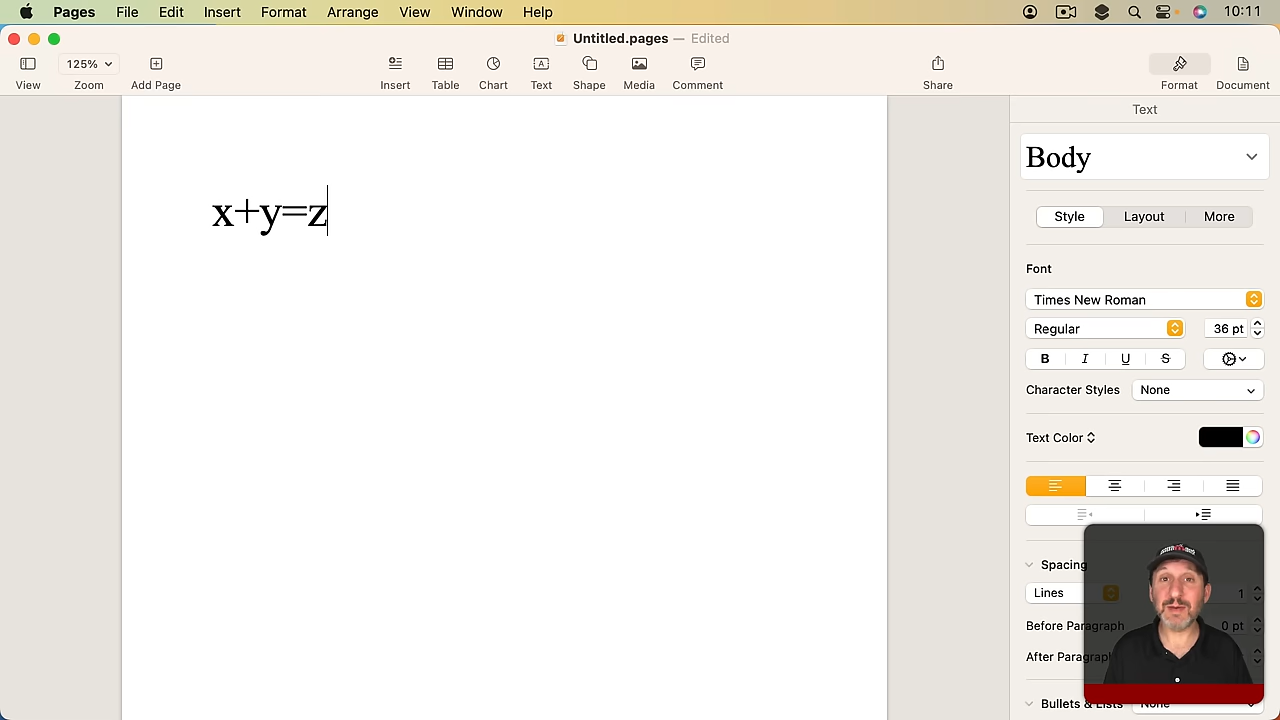 Pages File Edit Insert Format Arrange View Window Help 10:11
Untitled.pages — Edited
125%
View Zoom Add Page Insert Table Chart Text Shape Media Comment Share Format Document
Text
Body
x+y=z
Style Layout More
Font
Times New Roman
Regular 36 pt
B I U S
Character Styles None
Text Color
Spacing
Lines 1
Before Paragraph 0 pt
After Paragraph
Bullets & Lists None